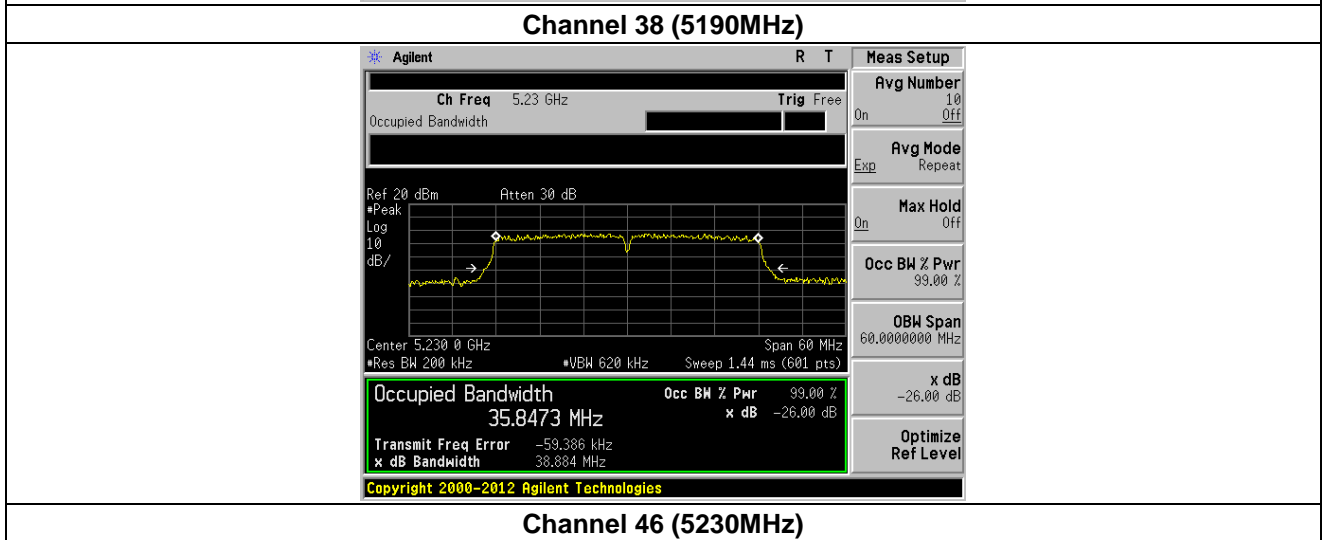 Channel 38 (5190MHz)
Agilent R T
Ch Freq 5.23 GHz Trig Free
Occupied Bandwidth
Ref 20 dBm Atten 30 dB
#Peak
Log
10
dB/
Center 5.230 0 GHz Span 60 MHz
#Res BW 200 kHz #VBW 620 kHz Sweep 1.44 ms (601 pts)
Occupied Bandwidth Occ BW % Pwr 99.00 %
35.8473 MHz x dB -26.00 dB
Transmit Freq Error -59.386 kHz
x dB Bandwidth 38.884 MHz
Copyright 2000-2012 Agilent Technologies
Meas Setup
Avg Number
10
On Off
Avg Mode
Exp Repeat
Max Hold
On Off
Occ BW % Pwr
99.00 %
OBW Span
60.0000000 MHz
x dB
-26.00 dB
Optimize
Ref Level
Channel 46 (5230MHz)